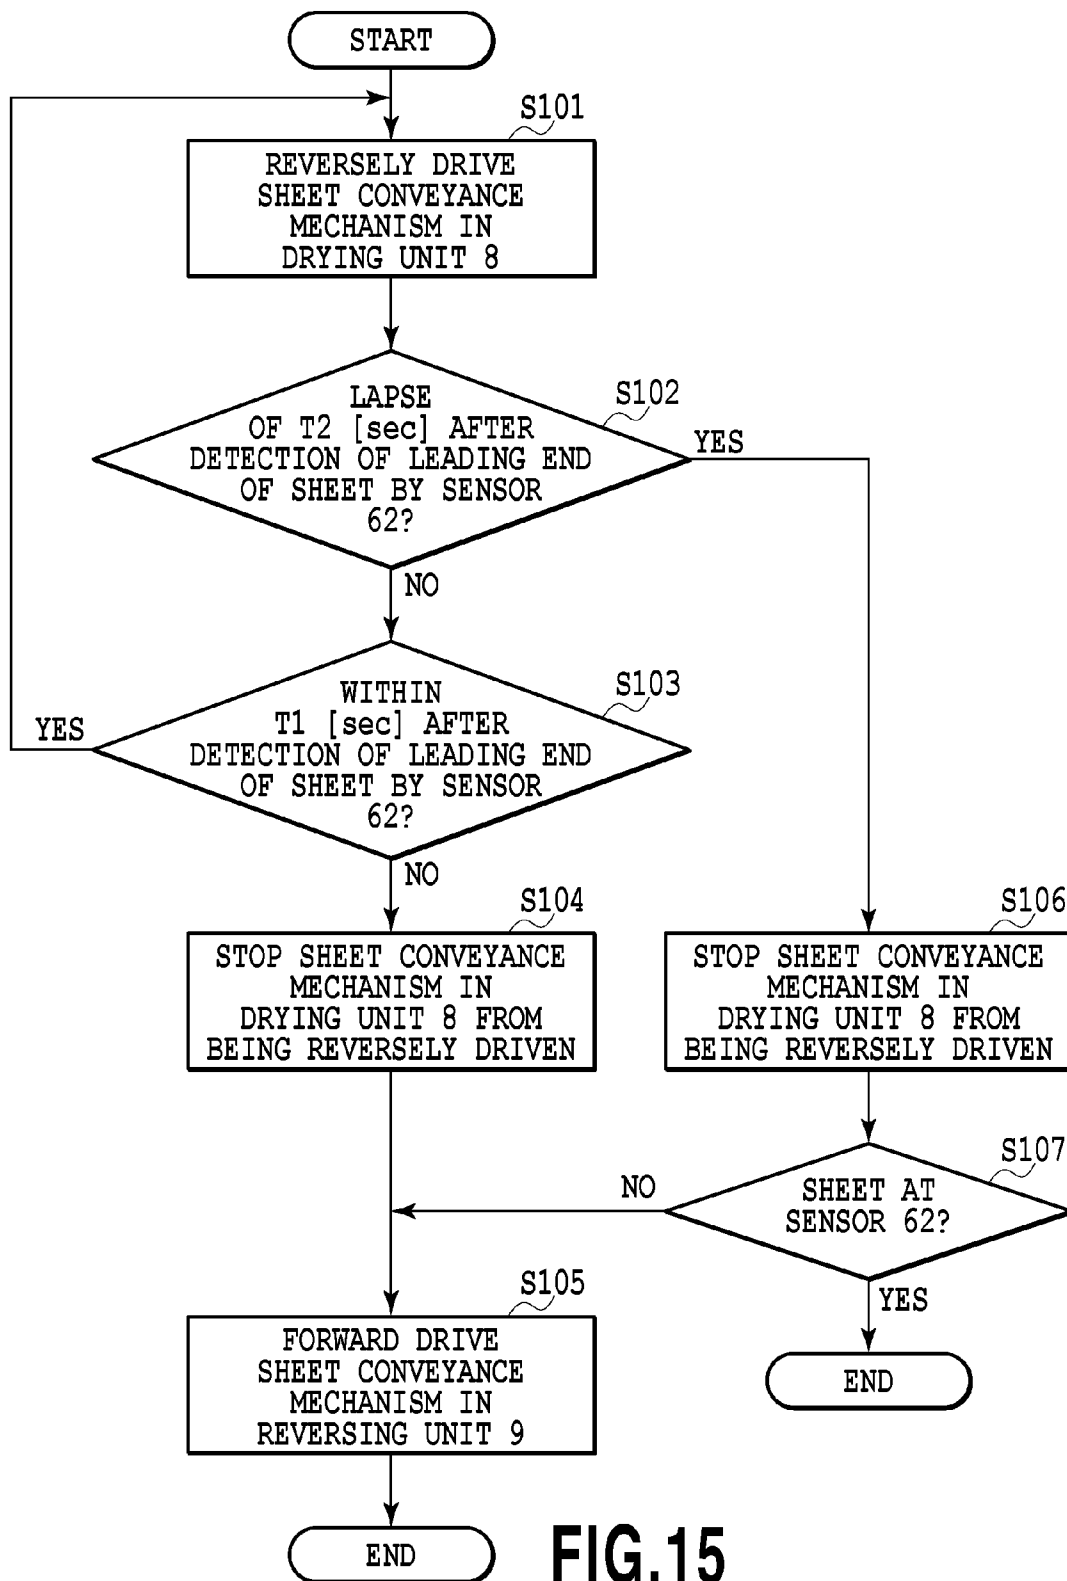 START
S101
REVERSELY DRIVE
SHEET CONVEYANCE
MECHANISM IN
DRYING UNIT 8
S102
LAPSE
OF T2 [sec] AFTER
DETECTION OF LEADING END
OF SHEET BY SENSOR
62?
YES
NO
S103
WITHIN
T1 [sec] AFTER
DETECTION OF LEADING END
OF SHEET BY SENSOR
62?
YES
NO
S104
STOP SHEET CONVEYANCE
MECHANISM IN
DRYING UNIT 8 FROM
BEING REVERSELY DRIVEN
S106
STOP SHEET CONVEYANCE
MECHANISM IN
DRYING UNIT 8 FROM
BEING REVERSELY DRIVEN
S107
SHEET AT
SENSOR 62?
NO
YES
S105
FORWARD DRIVE
SHEET CONVEYANCE
MECHANISM IN
REVERSING UNIT 9
END
END
FIG.15